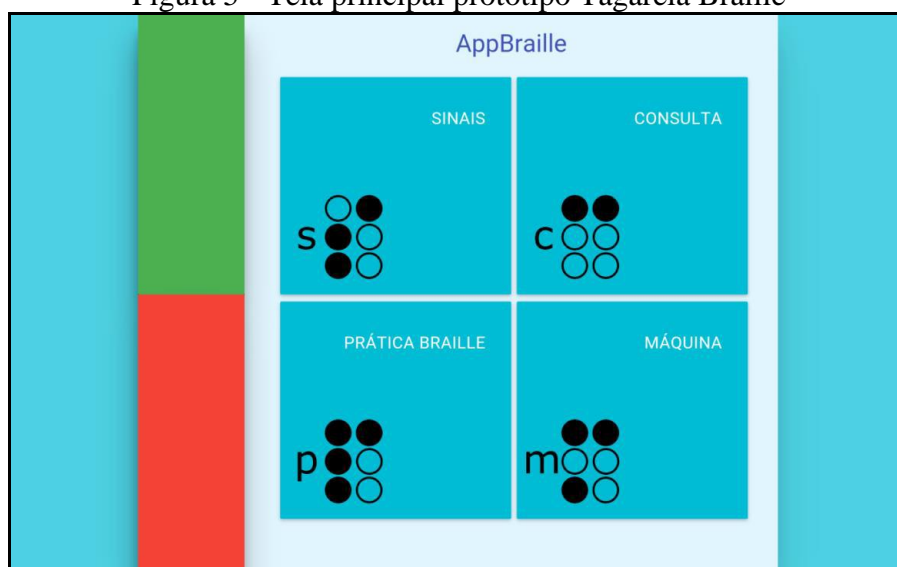 AppBraille
SINAIS
CONSULTA
s
c
PRÁTICA BRAILLE
MÁQUINA
p
m